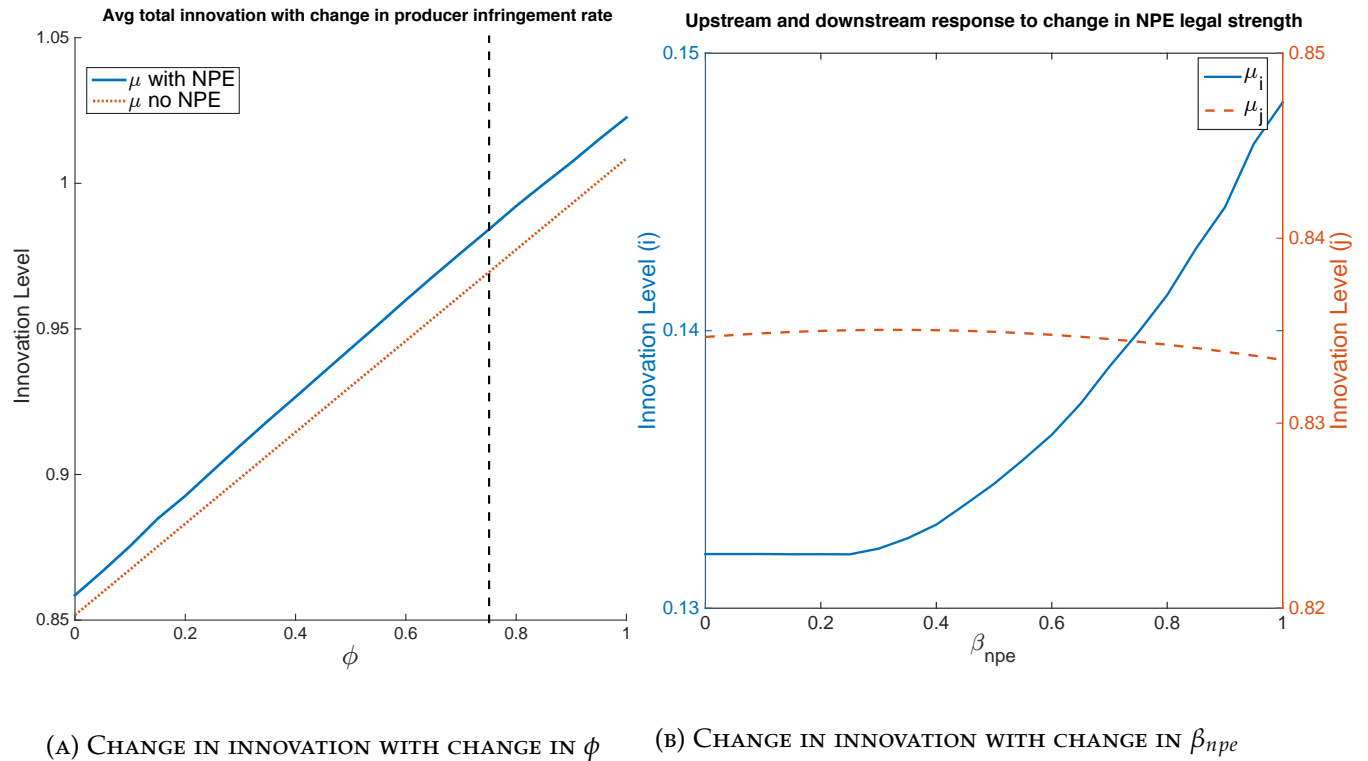 Avg total innovation with change in producer infringement rate
1.05
1
0.95
0.9
0.85
Innovation Level
μ with NPE
μ no NPE
0 0.2 0.4 0.6 0.8 1
ϕ
(A) CHANGE IN INNOVATION WITH CHANGE IN ϕ
Upstream and downstream response to change in NPE legal strength
0.15
0.14
0.13
Innovation Level (i)
μi
μj
0.85
0.84
0.83
0.82
Innovation Level (j)
0 0.2 0.4 0.6 0.8 1
βnpe
(B) CHANGE IN INNOVATION WITH CHANGE IN βnpe